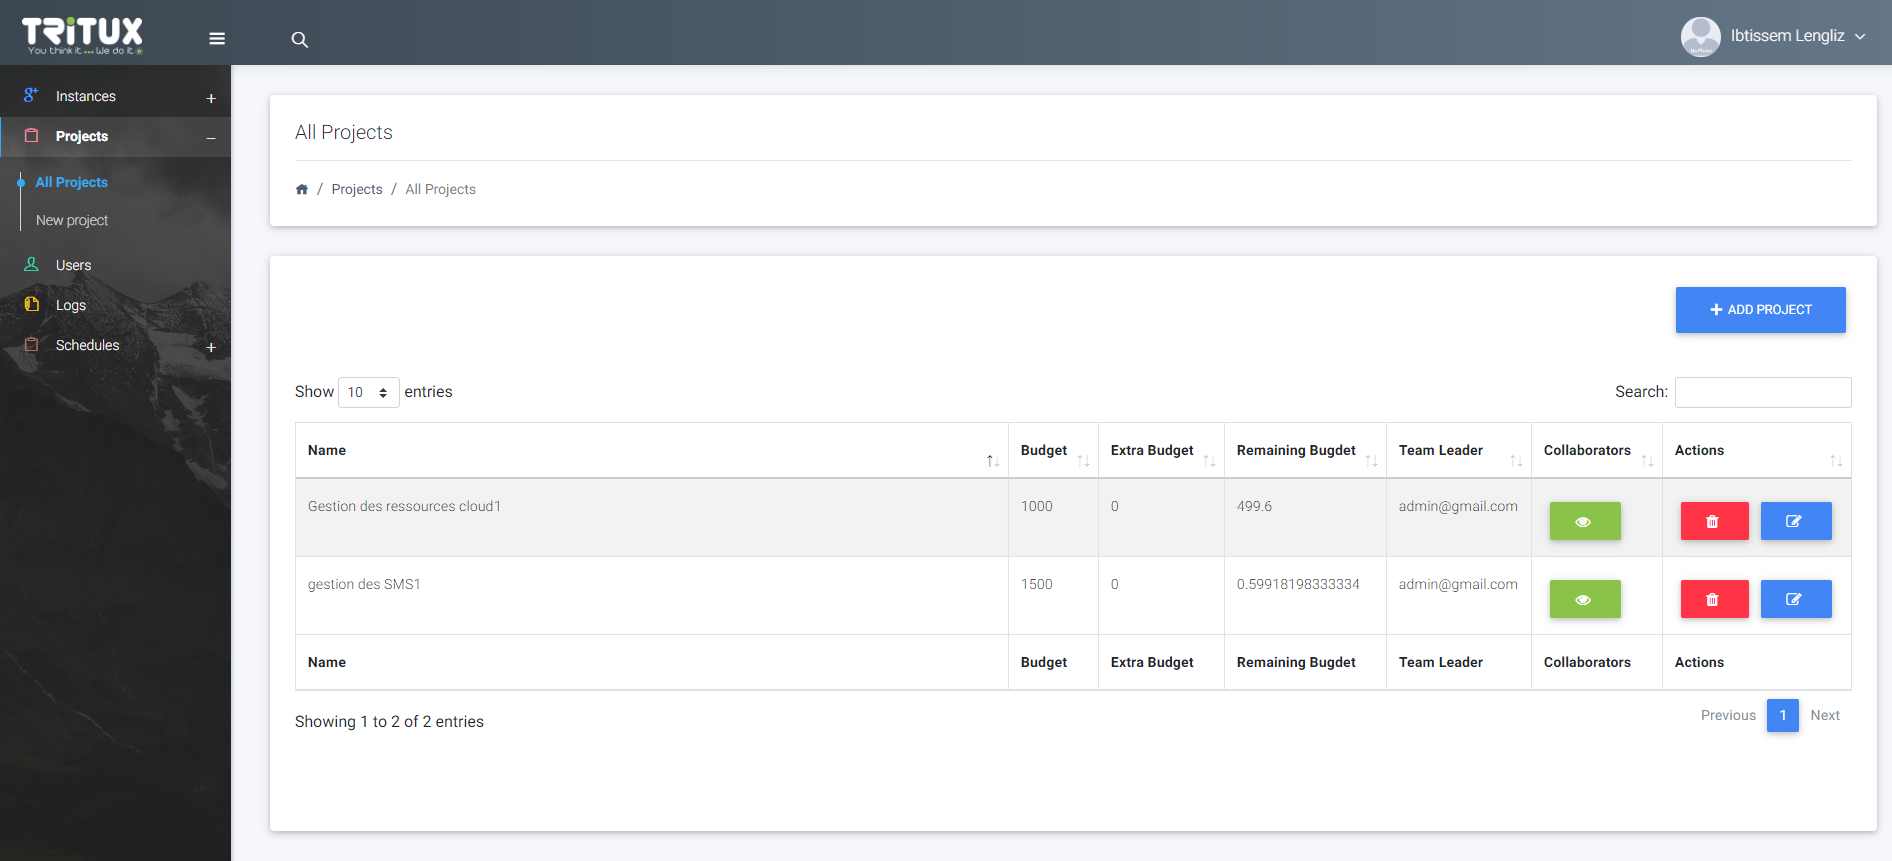 TRiTUX
You think it ... We do it
Ibtissem Lengliz
Instances
Projects
All Projects
New project
Users
Logs
Schedules
All Projects
/ Projects / All Projects
ADD PROJECT
Show 10 entries
Search:
Name Budget Extra Budget Remaining Bugdet Team Leader Collaborators Actions
Gestion des ressources cloud1 1000 0 499.6 admin@gmail.com
gestion des SMS1 1500 0 0.59918198333334 admin@gmail.com
Name Budget Extra Budget Remaining Bugdet Team Leader Collaborators Actions
Showing 1 to 2 of 2 entries
Previous 1 Next